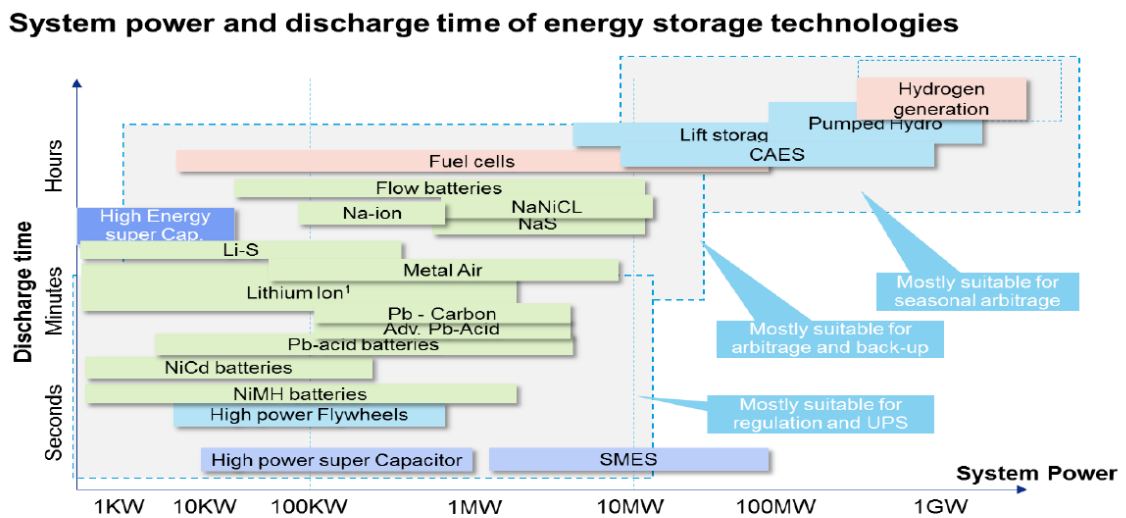 System power and discharge time of energy storage technologies
Hydrogen
generation
Pumped Hydro
Lift storag
CAES
Fuel cells
Flow batteries
NaNiCL
Na-ion
NaS
High Energy
super Cap.
Li-S
Metal Air
Lithium Ion¹
Pb - Carbon
Adv. Pb-Acid
Pb-acid batteries
NiCd batteries
NiMH batteries
High power Flywheels
High power super Capacitor
SMES
Mostly suitable for
seasonal arbitrage
Mostly suitable for
arbitrage and back-up
Mostly suitable for
regulation and UPS
Discharge time
Hours
Minutes
Seconds
System Power
1KW 10KW 100KW 1MW 10MW 100MW 1GW